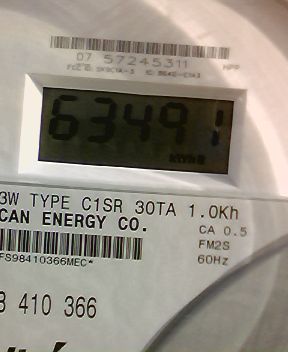 07 57245311
63491
kWh
3W TYPE C1SR 30TA 1.0Kh
CAN ENERGY CO.
CA 0.5
FM2S
60Hz
FS98410366MEC*
410 366